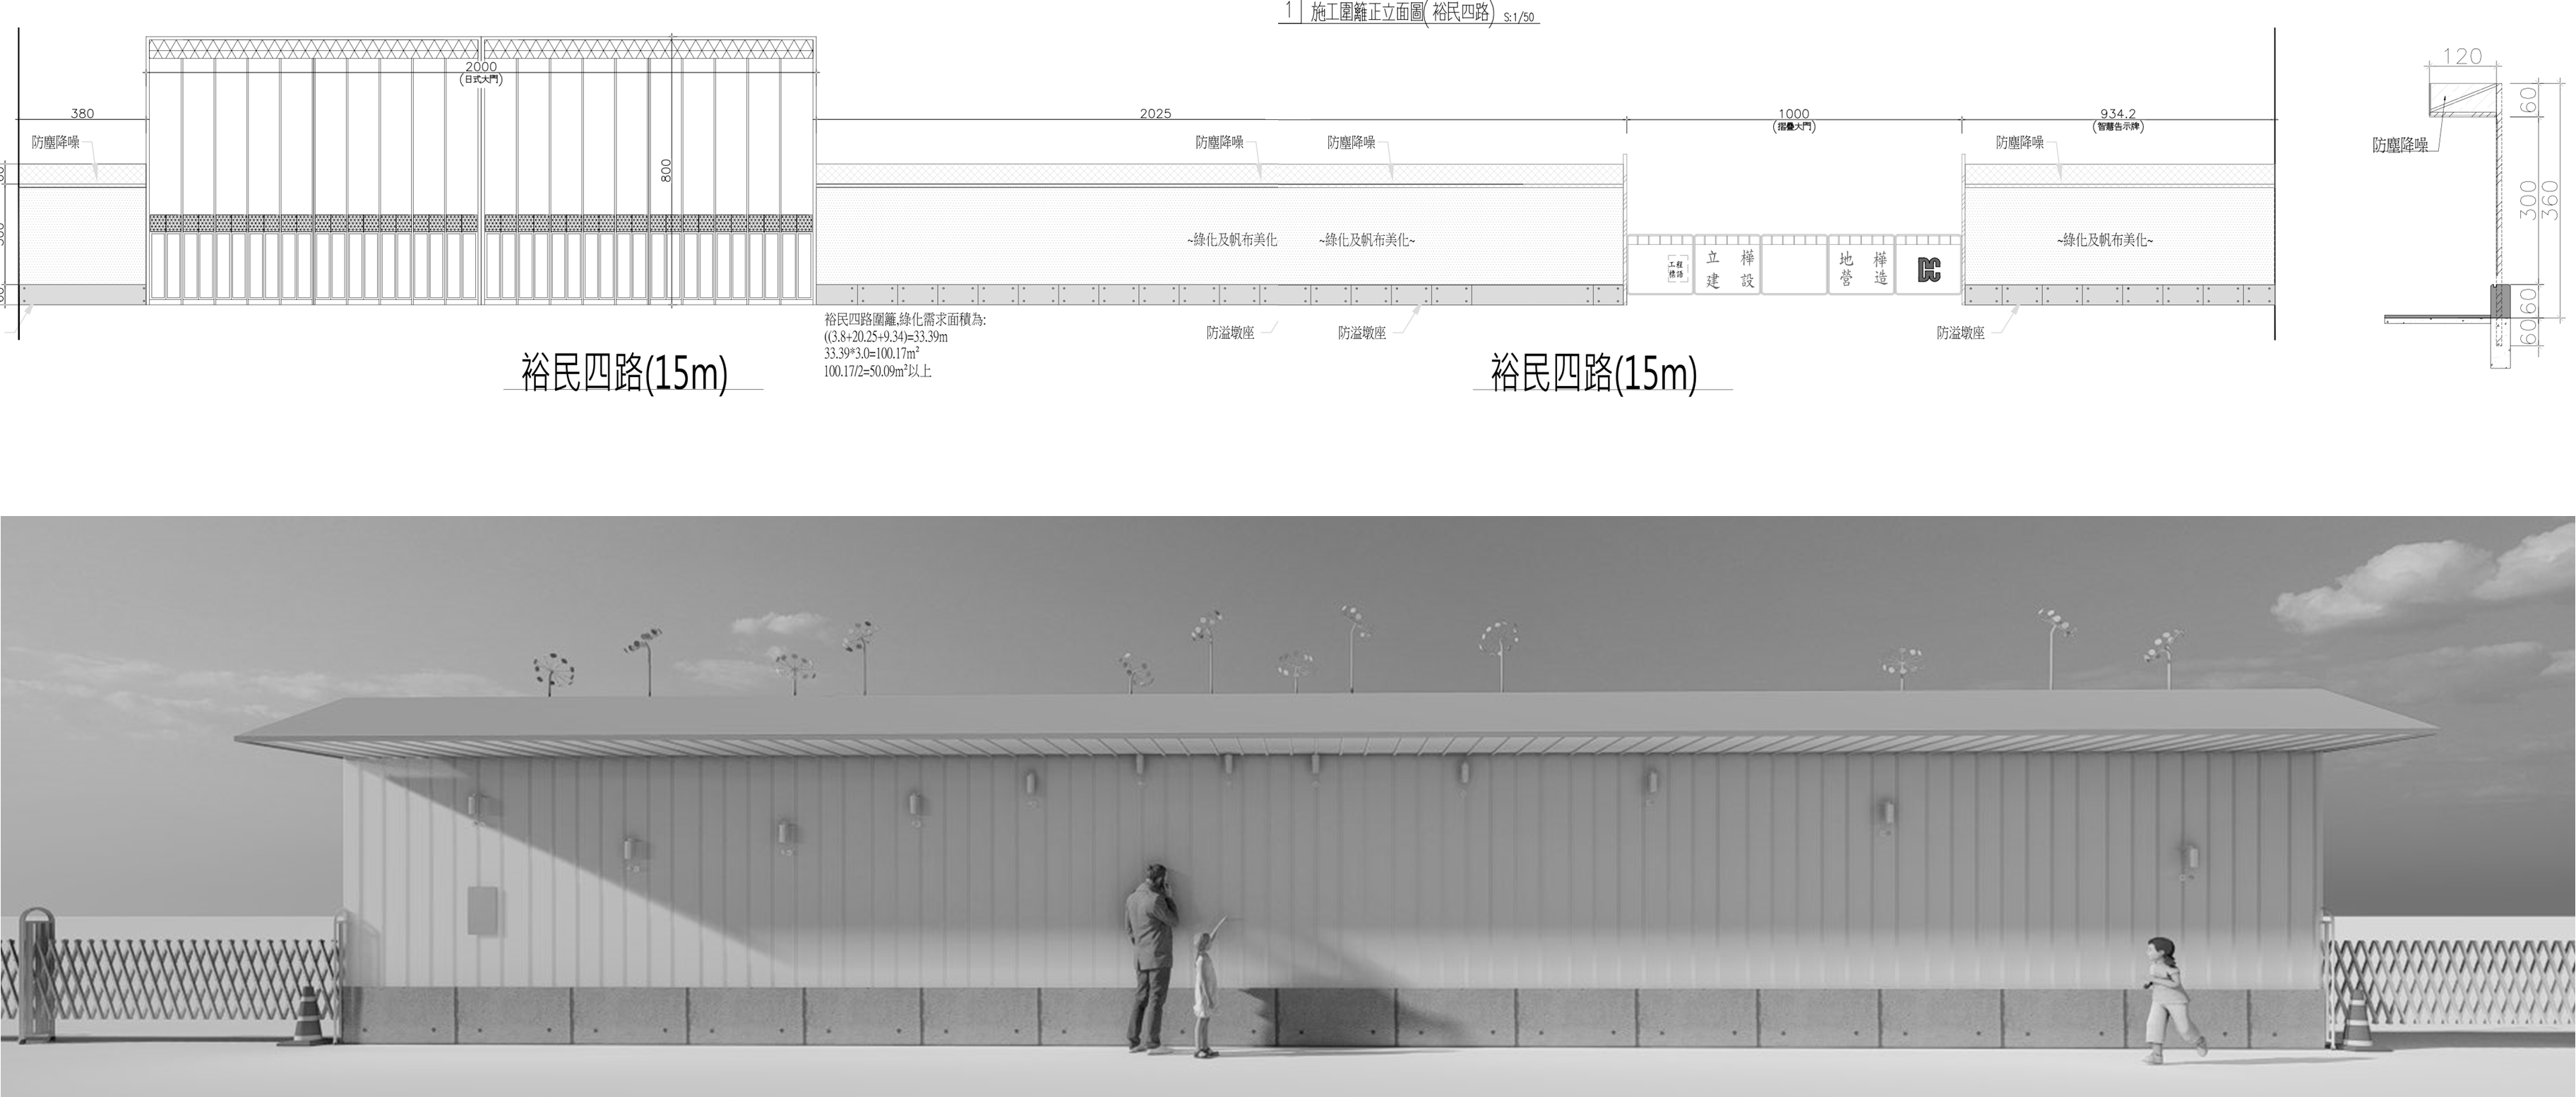 1 施工圍籬正立面圖(裕民四路) S:1/50
2000
(日式大門)
120
380
2025
1000
(摺疊大門)
934.2
(智慧告示牌)
60
防塵降噪
防塵降噪
防塵降噪
防塵降噪
防塵降噪
800
300
360
~綠化及帆布美化
~綠化及帆布美化~
~綠化及帆布美化~
工程
標語
立 樺
建 設
地 樺
營 造
60
60
裕民四路圍籬,綠化需求面積為:
((3.8+20.25+9.34)=33.39m
33.39*3.0=100.17m²
100.17/2=50.09m²以上
防溢墩座
防溢墩座
防溢墩座
裕民四路(15m)
裕民四路(15m)